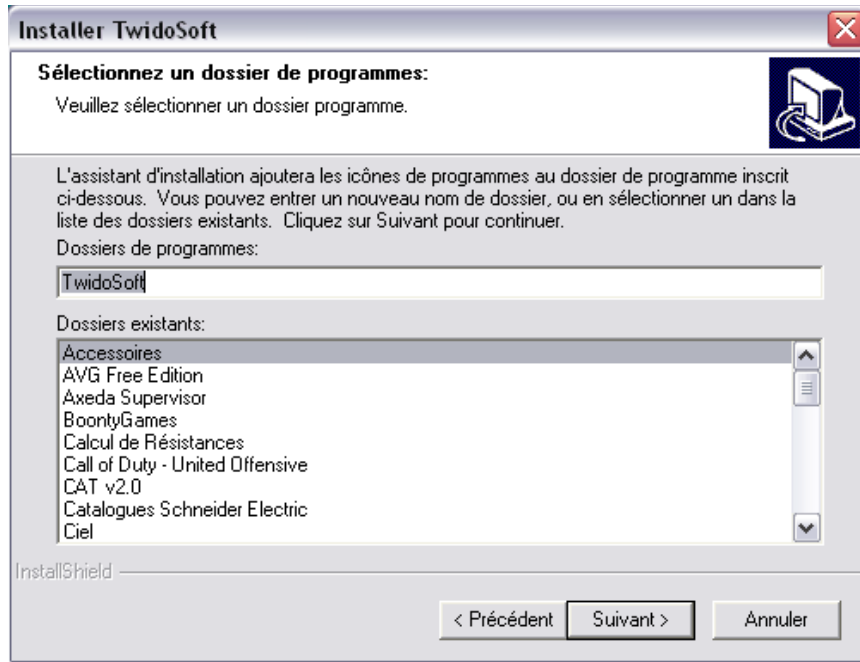 Installer TwidoSoft
Sélectionnez un dossier de programmes:
Veuillez sélectionner un dossier programme.
L'assistant d'installation ajoutera les icônes de programmes au dossier de programme inscrit
ci-dessous. Vous pouvez entrer un nouveau nom de dossier, ou en sélectionner un dans la
liste des dossiers existants. Cliquez sur Suivant pour continuer.
Dossiers de programmes:
TwidoSoft
Dossiers existants:
Accessoires
AVG Free Edition
Axeda Supervisor
BoontyGames
Calcul de Résistances
Call of Duty - United Offensive
CAT v2.0
Catalogues Schneider Electric
Ciel
InstallShield
< Précédent
Suivant >
Annuler